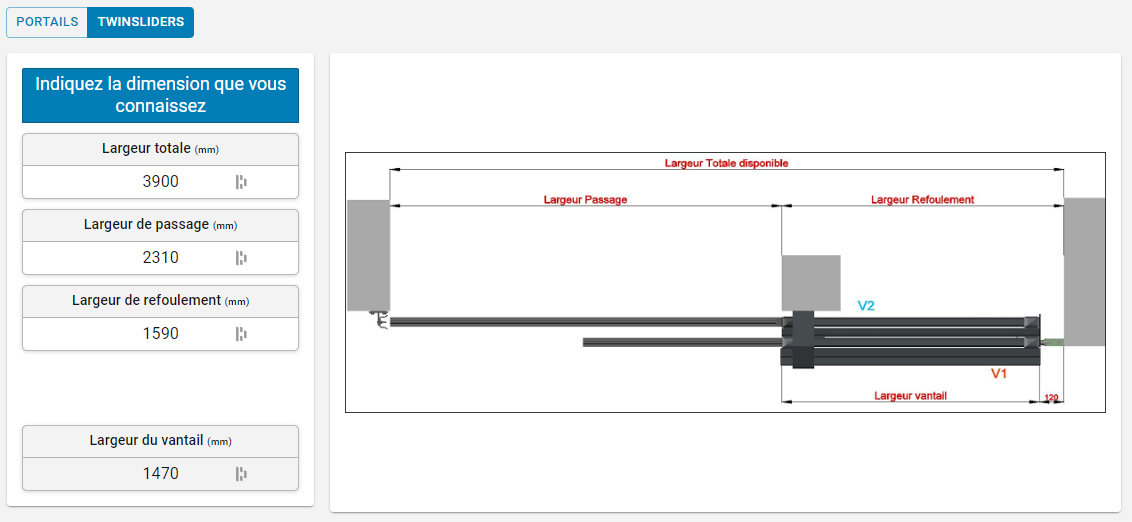 PORTAILS TWINSLIDERS
Indiquez la dimension que vous
connaissez
Largeur totale (mm)
3900
Largeur de passage (mm)
2310
Largeur de refoulement (mm)
1590
Largeur du vantail (mm)
1470
Largeur Totale disponible
Largeur Passage
Largeur Refoulement
V2
V1
Largeur vantail
120